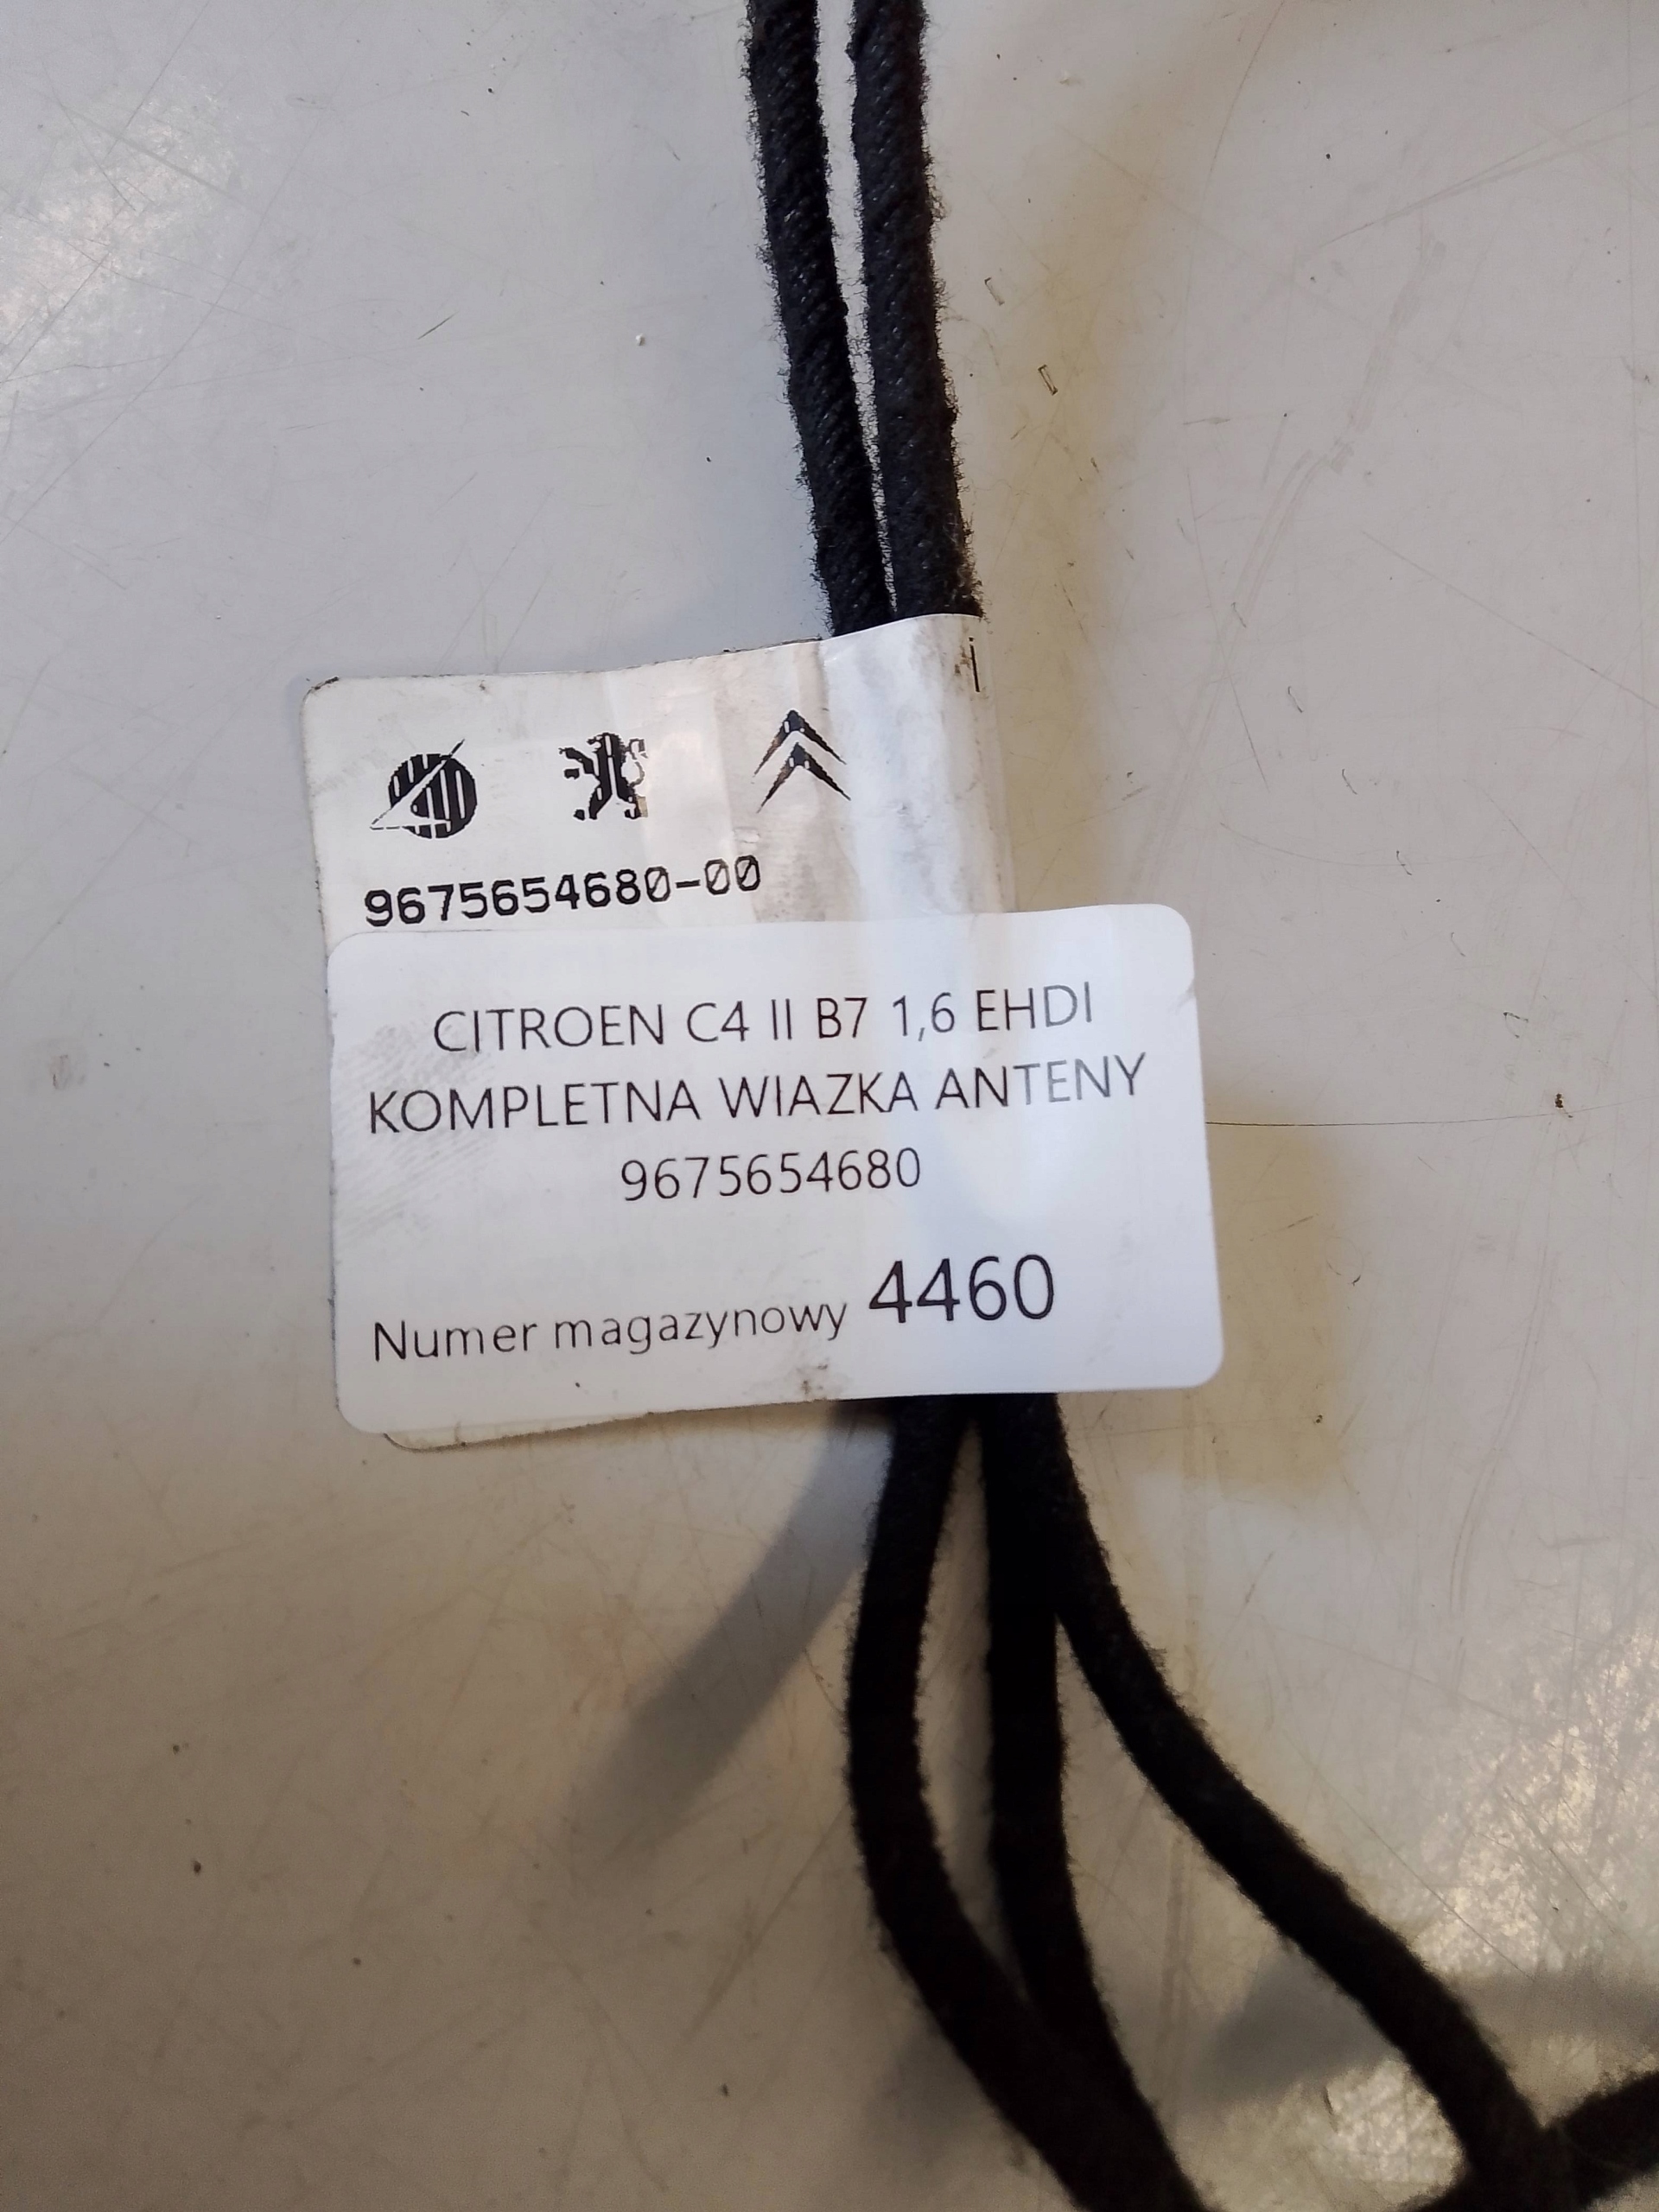 9675654680-00
CITROEN C4 II B7 1,6 EHDI
KOMPLETNA WIAZKA ANTENY
9675654680
Numer magazynowy 4460